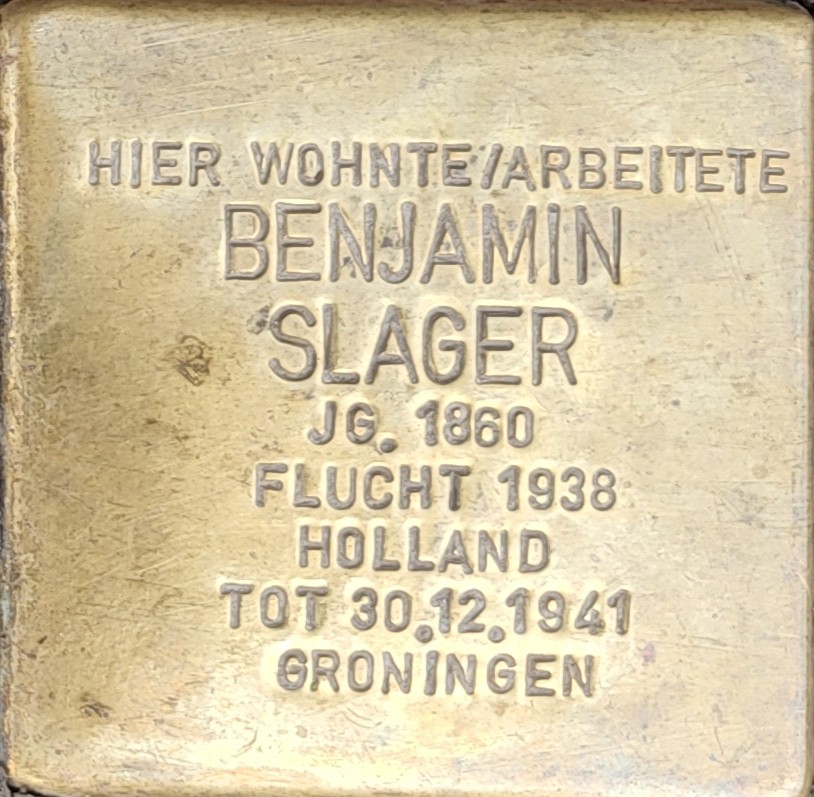 HIER WOHNTE/ARBEITETE
BENJAMIN
SLAGER
JG. 1860
FLUCHT 1938
HOLLAND
TOT 30.12.1941
GRONINGEN